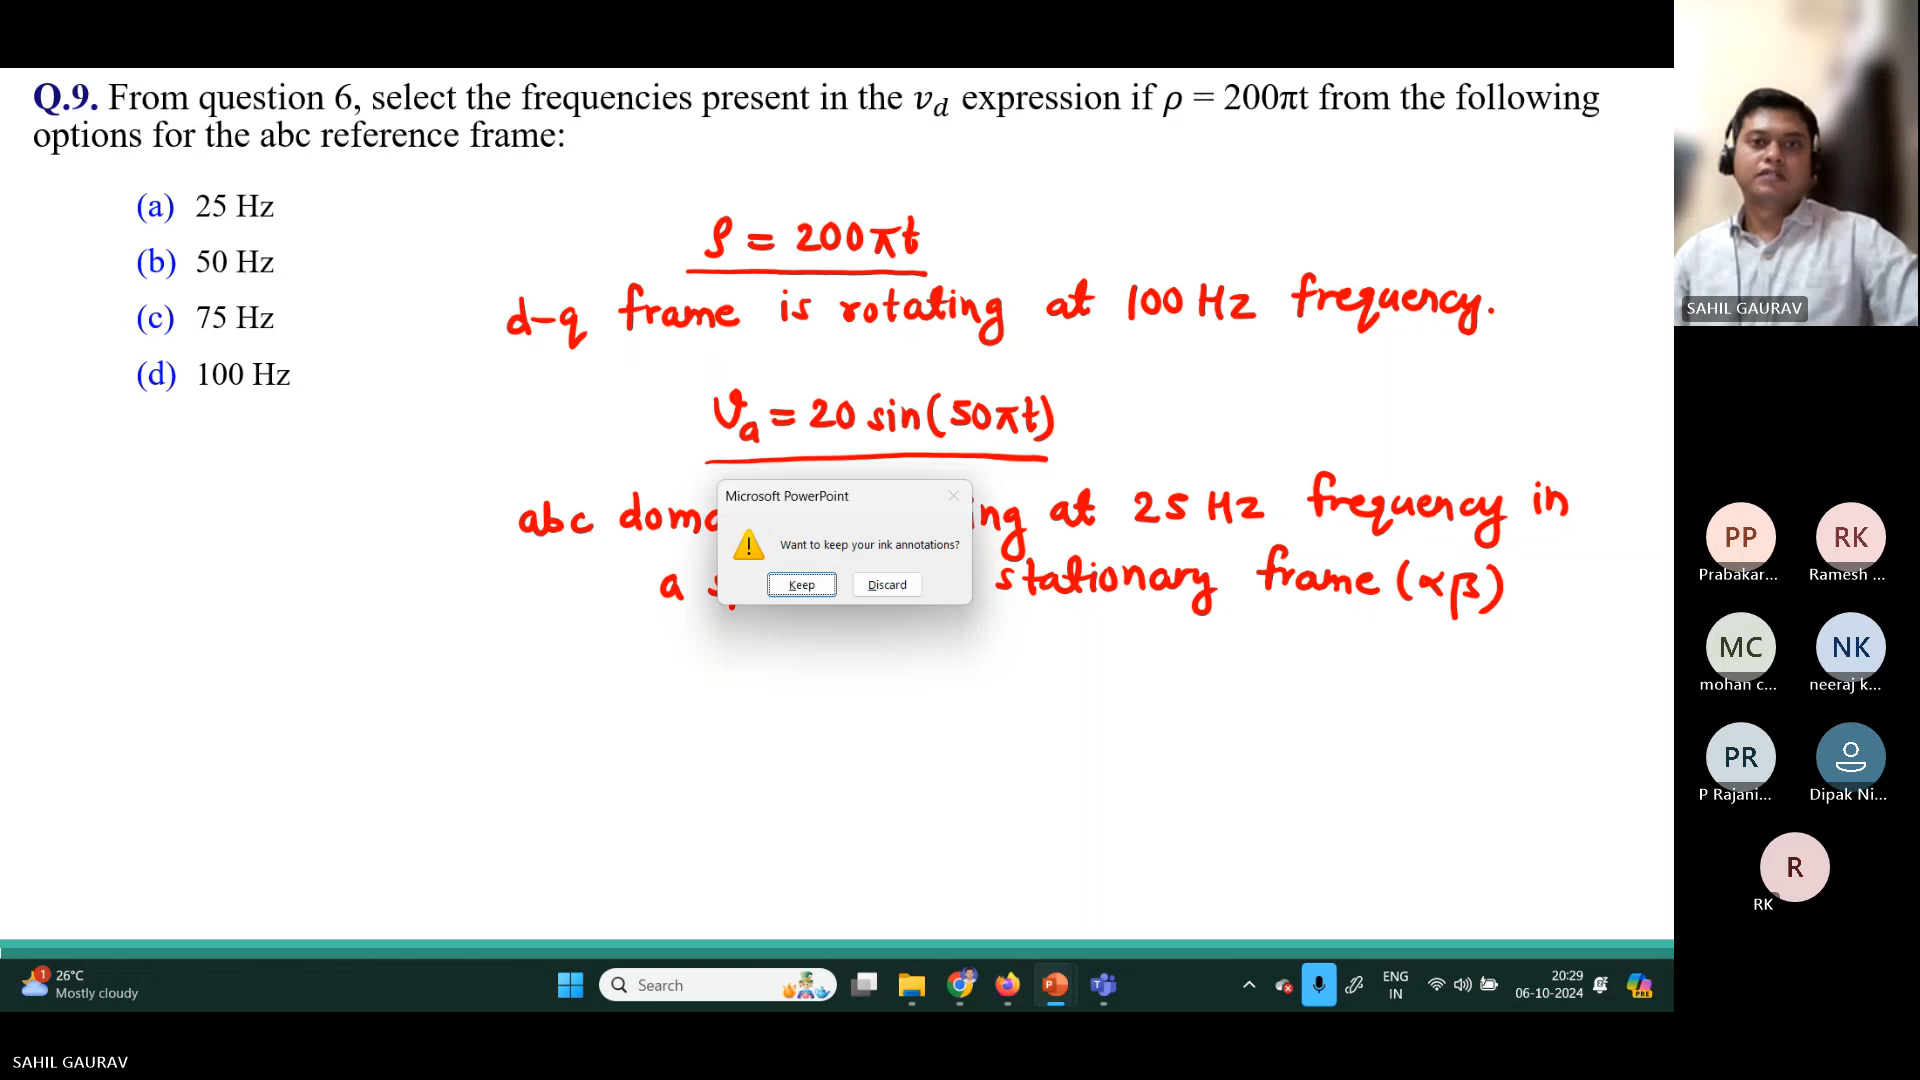 Q.9. From question 6, select the frequencies present in the v_d expression if ρ = 200πt from the following
options for the abc reference frame:
(a) 25 Hz
(b) 50 Hz
(c) 75 Hz
(d) 100 Hz
ρ = 200πt
d-q frame is rotating at 100 Hz frequency.
v_a = 20 sin(50πt)
abc doma ng at 25 Hz frequency in
a stationary frame (αβ)
Microsoft PowerPoint
Want to keep your ink annotations?
Keep Discard
SAHIL GAURAV
PP RK
Prabakar... Ramesh ...
MC NK
mohan c... neeraj k...
PR
P Rajani... Dipak Ni...
R
RK
1 26°C
Mostly cloudy
Search
ENG
IN
20:29
06-10-2024
PRE
SAHIL GAURAV